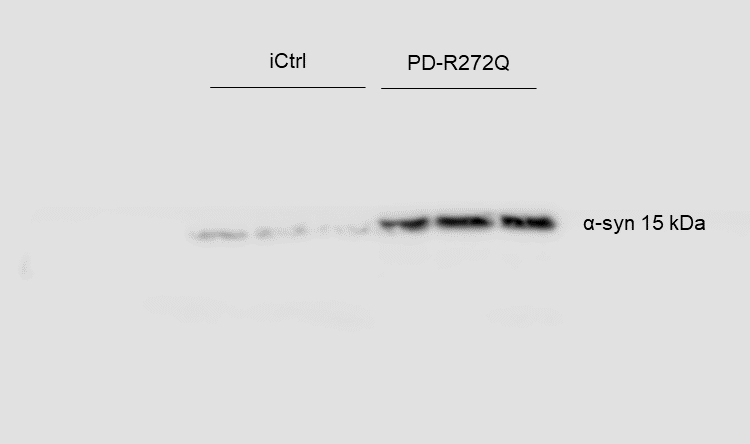 iCtrl
PD-R272Q
α-syn 15 kDa